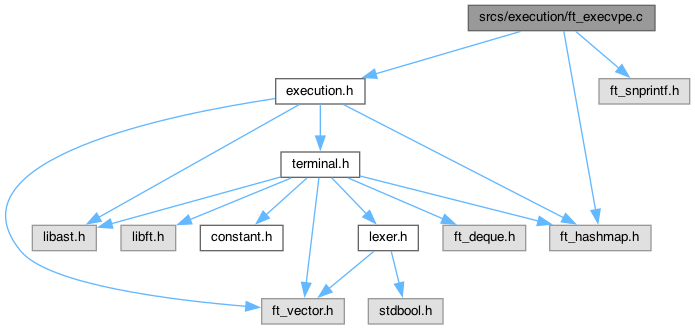 srcs/execution/ft_execvpe.c
execution.h
ft_snprintf.h
terminal.h
libast.h
libft.h
constant.h
lexer.h
ft_deque.h
ft_hashmap.h
ft_vector.h
stdbool.h